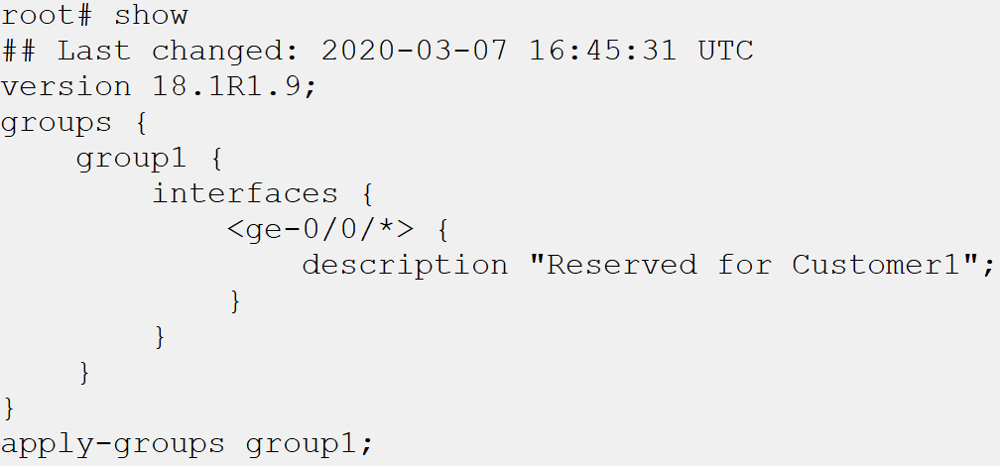 root# show
## Last changed: 2020-03-07 16:45:31 UTC
version 18.1R1.9;
groups {
    group1 {
        interfaces {
            <ge-0/0/*> {
                description "Reserved for Customer1";
            }
        }
    }
}
apply-groups group1;